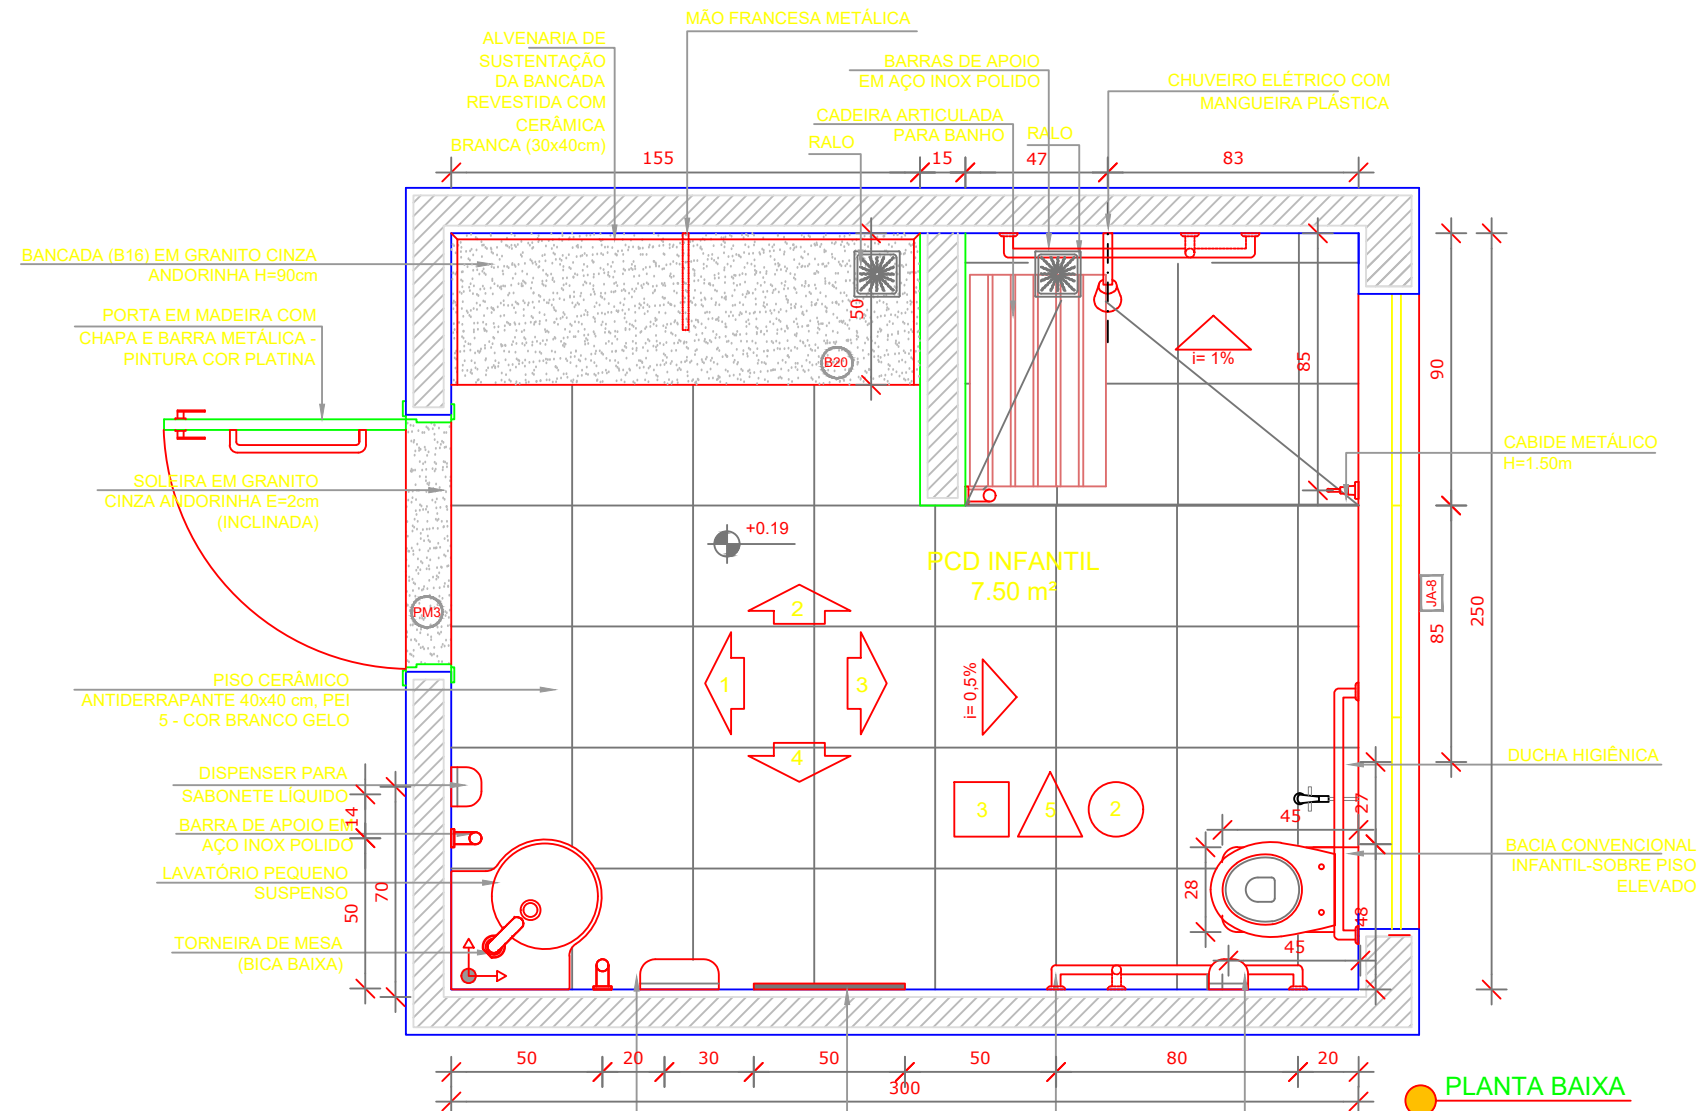 MÃO FRANCESA METÁLICA
ALVENARIA DE
SUSTENTAÇÃO
DA BANCADA
REVESTIDA COM
CERÂMICA
BRANCA (30x40cm)
BARRAS DE APOIO
EM AÇO INOX POLIDO
CHUVEIRO ELÉTRICO COM
MANGUEIRA PLÁSTICA
CADEIRA ARTICULADA
PARA BANHO
RALO
RALO
155
15
47
83
BANCADA (B16) EM GRANITO CINZA
ANDORINHA H=90cm
PORTA EM MADEIRA COM
CHAPA E BARRA METÁLICA -
PINTURA COR PLATINA
50
B20
i= 1%
85
90
CABIDE METÁLICO
H=1.50m
SOLEIRA EM GRANITO
CINZA ANDORINHA E=2cm
(INCLINADA)
+0.19
PCD INFANTIL
7.50 m²
PM3
JA-8
85
250
2
1
3
4
i= 0,5%
PISO CERÂMICO
ANTIDERRAPANTE 40x40 cm, PEI
5 - COR BRANCO GELO
DISPENSER PARA
SABONETE LÍQUIDO
14
BARRA DE APOIO EM
AÇO INOX POLIDO
LAVATÓRIO PEQUENO
SUSPENSO
50
70
TORNEIRA DE MESA
(BICA BAIXA)
3
5
2
DUCHA HIGIÊNICA
45
27
BACIA CONVENCIONAL
INFANTIL-SOBRE PISO
ELEVADO
28
48
45
50
20
30
50
50
80
20
300
PLANTA BAIXA